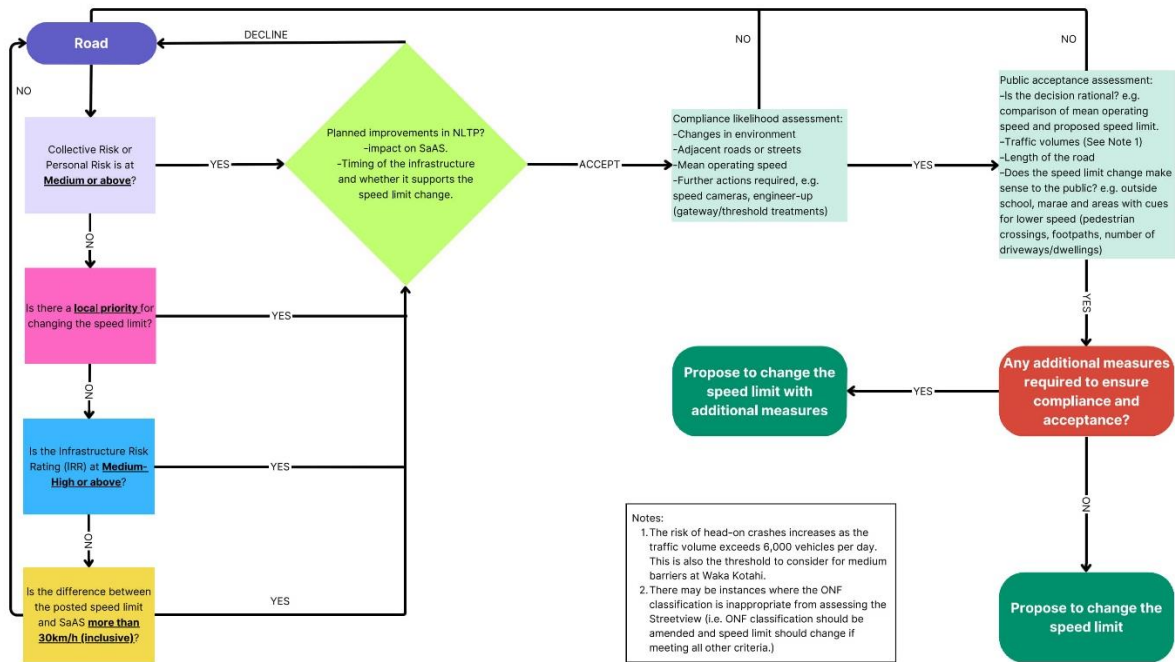 Road
DECLINE
NO
NO
NO
Collective Risk or
Personal Risk is at
Medium or above?
YES
Planned improvements in NLTP?
-impact on SaAS.
-Timing of the infrastructure
and whether it supports the
speed limit change.
ACCEPT
Compliance likelihood assessment:
-Changes in environment
-Adjacent roads or streets
-Mean operating speed
-Further actions required, e.g.
speed cameras, engineer-up
(gateway/threshold treatments)
YES
Public acceptance assessment:
-Is the decision rational? e.g.
comparison of mean operating
speed and proposed speed limit.
-Traffic volumes (See Note 1)
-Length of the road
-Does the speed limit change make
sense to the public? e.g. outside
school, marae and areas with cues
for lower speed (pedestrian
crossings, footpaths, number of
driveways/dwellings)
NO
Is there a local priority for
changing the speed limit?
YES
YES
NO
Propose to change the
speed limit with
additional measures
YES
Any additional measures
required to ensure
compliance and
acceptance?
Is the Infrastructure Risk
Rating (IRR) at Medium-
High or above?
YES
NO
NO
Notes:
1. The risk of head-on crashes increases as the
traffic volume exceeds 6,000 vehicles per day.
This is also the threshold to consider for medium
barriers at Waka Kotahi.
2. There may be instances where the ONF
classification is inappropriate from assessing the
Streetview (i.e. ONF classification should be
amended and speed limit should change if
meeting all other criteria.)
Is the difference between
the posted speed limit
and SaAS more than
30km/h (inclusive)?
YES
Propose to change the
speed limit